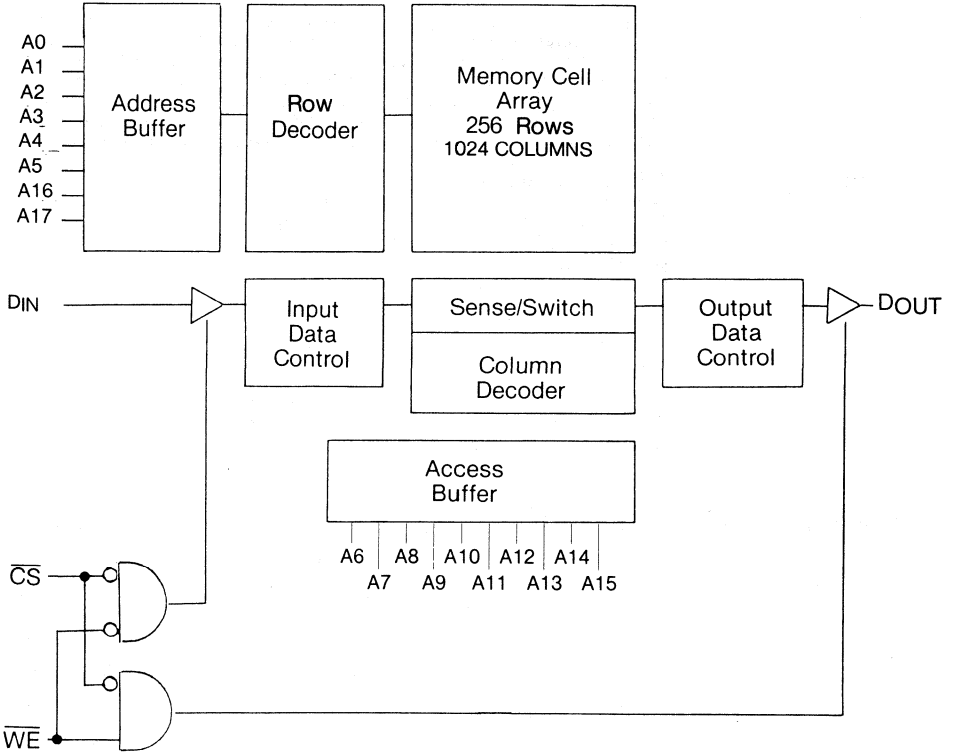 A0
A1
A2
A3
A4
A5
A16
A17
Address
Buffer
Row
Decoder
Memory Cell
Array
256 Rows
1024 COLUMNS
DIN
Input
Data
Control
Sense/Switch
Column
Decoder
Output
Data
Control
DOUT
Access
Buffer
A6 A8 A10 A12 A14
A7 A9 A11 A13 A15
CS
WE